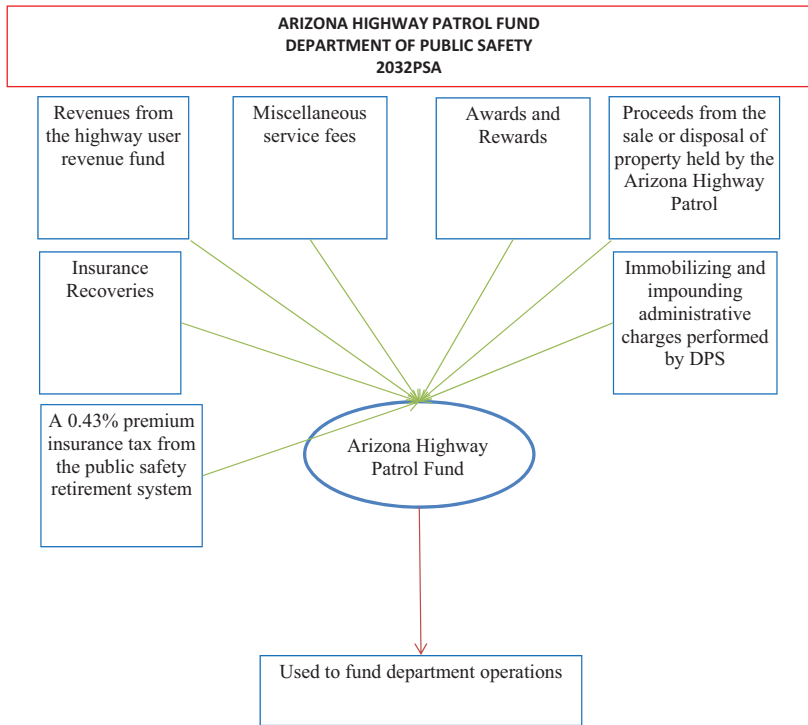 ARIZONA HIGHWAY PATROL FUND
DEPARTMENT OF PUBLIC SAFETY
2032PSA
Revenues from
the highway user
revenue fund
Miscellaneous
service fees
Awards and
Rewards
Proceeds from the
sale or disposal of
property held by the
Arizona Highway
Patrol
Insurance
Recoveries
Immobilizing and
impounding
administrative
charges performed
by DPS
A 0.43% premium
insurance tax from
the public safety
retirement system
Arizona Highway
Patrol Fund
Used to fund department operations